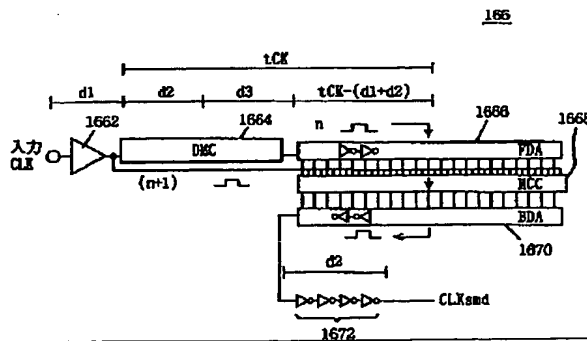 166
tCK
d1
d2
d3
tCK-(d1+d2)
1662
1664
n
1666
1668
入力
CLK
DMC
FDA
(n+1)
MCC
BDA
1670
d2
CLKsmd
1672